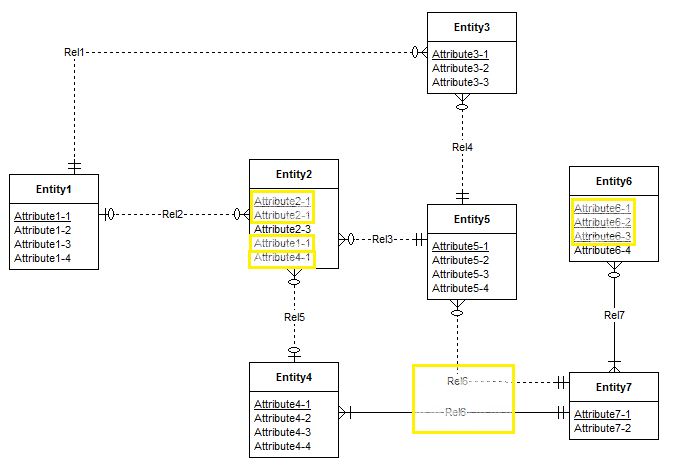 Entity3
Rel1
Attribute3-1
Attribute3-2
Attribute3-3
Rel4
Entity1
Attribute1-1
Attribute1-2
Attribute1-3
Attribute1-4
Rel2
Entity2
Attribute2-1
Attribute2-1
Attribute2-3
Attribute1-1
Attribute4-1
Rel3
Entity5
Attribute5-1
Attribute5-2
Attribute5-3
Attribute5-4
Entity6
Attribute6-1
Attribute6-2
Attribute6-3
Attribute6-4
Rel5
Rel7
Entity4
Attribute4-1
Attribute4-2
Attribute4-3
Attribute4-4
Rel6
Rel6
Entity7
Attribute7-1
Attribute7-2